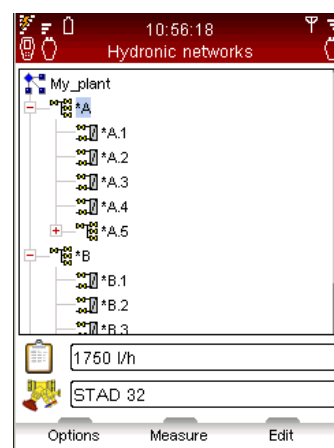 10:56:18
Hydronic networks
My_plant
*A
*A.1
*A.2
*A.3
*A.4
*A.5
*B
*B.1
*B.2
*B.3
1750 l/h
STAD 32
Options Measure Edit